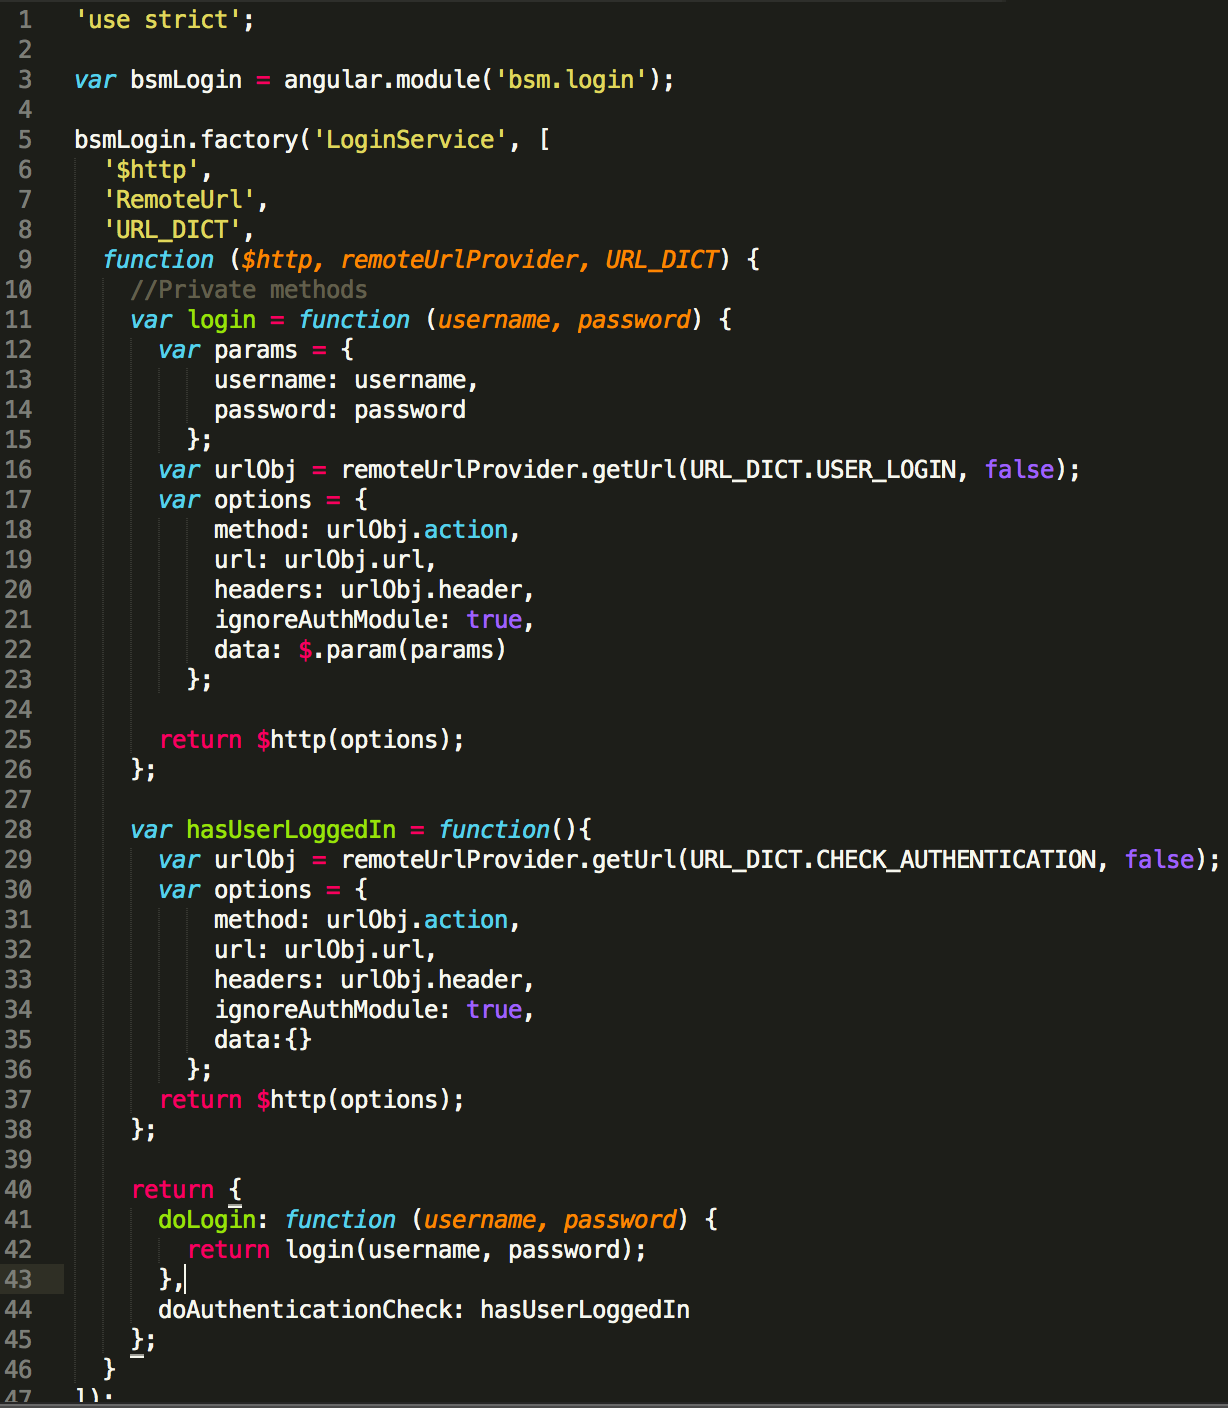 1 'use strict';
2
3 var bsmLogin = angular.module('bsm.login');
4
5 bsmLogin.factory('LoginService', [
6 '$http',
7 'RemoteUrl',
8 'URL_DICT',
9 function ($http, remoteUrlProvider, URL_DICT) {
10 //Private methods
11 var login = function (username, password) {
12 var params = {
13 username: username,
14 password: password
15 };
16 var urlObj = remoteUrlProvider.getUrl(URL_DICT.USER_LOGIN, false);
17 var options = {
18 method: urlObj.action,
19 url: urlObj.url,
20 headers: urlObj.header,
21 ignoreAuthModule: true,
22 data: $.param(params)
23 };
24
25 return $http(options);
26 };
27
28 var hasUserLoggedIn = function(){
29 var urlObj = remoteUrlProvider.getUrl(URL_DICT.CHECK_AUTHENTICATION, false);
30 var options = {
31 method: urlObj.action,
32 url: urlObj.url,
33 headers: urlObj.header,
34 ignoreAuthModule: true,
35 data:{}
36 };
37 return $http(options);
38 };
39
40 return {
41 doLogin: function (username, password) {
42 return login(username, password);
43 },
44 doAuthenticationCheck: hasUserLoggedIn
45 };
46 }
47 ]);